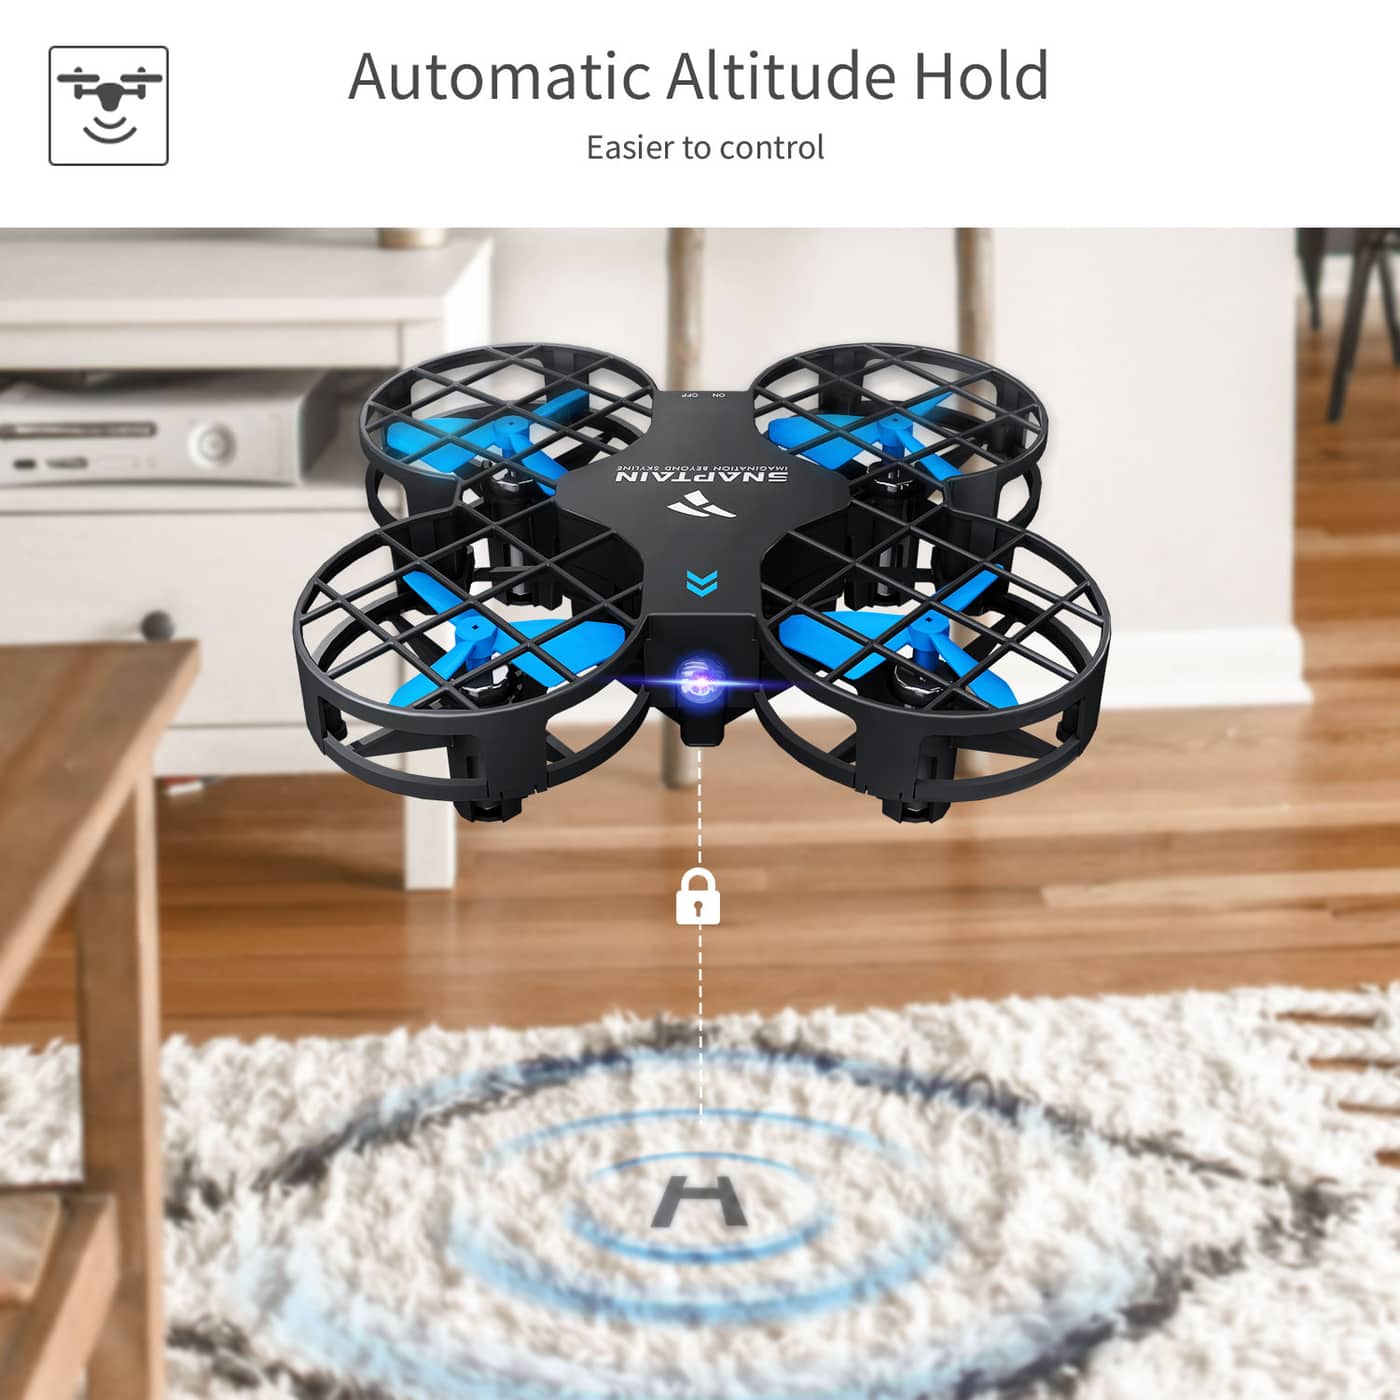 Automatic Altitude Hold
Easier to control
ON OFF
IMAGINATION BEYOND SKYLINE
SNAPTAIN
H